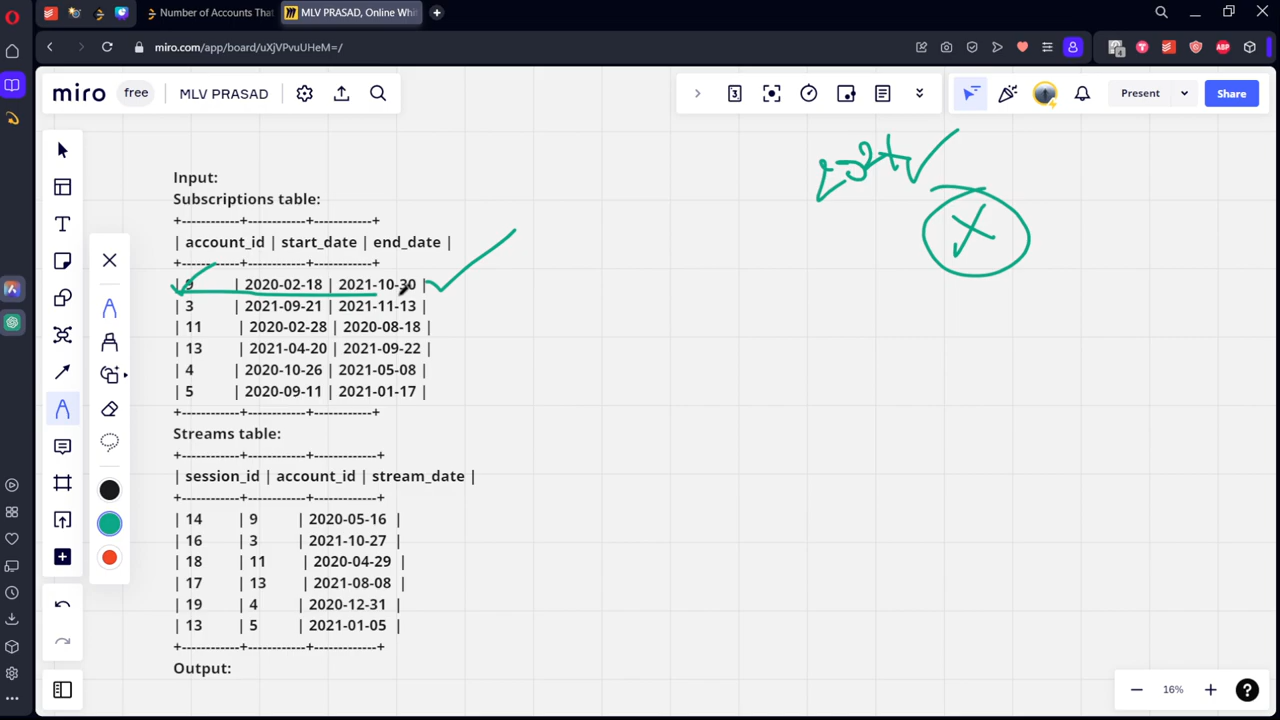 Number of Accounts That
MLV PRASAD, Online Whi
miro.com/app/board/uXjVPvuUHeM=/
ABP
miro
free
MLV PRASAD
3
Present
Share
Input:
Subscriptions table:
+------------+------------+------------+
| account_id | start_date | end_date |
+------------+------------+------------+
| 9 | 2020-02-18 | 2021-10-30 |
| 3 | 2021-09-21 | 2021-11-13 |
| 11 | 2020-02-28 | 2020-08-18 |
| 13 | 2021-04-20 | 2021-09-22 |
| 4 | 2020-10-26 | 2021-05-08 |
| 5 | 2020-09-11 | 2021-01-17 |
+------------+------------+------------+
Streams table:
+------------+------------+-------------+
| session_id | account_id | stream_date |
+------------+------------+-------------+
| 14 | 9 | 2020-05-16 |
| 16 | 3 | 2021-10-27 |
| 18 | 11 | 2020-04-29 |
| 17 | 13 | 2021-08-08 |
| 19 | 4 | 2020-12-31 |
| 13 | 5 | 2021-01-05 |
+------------+------------+-------------+
Output:
16%